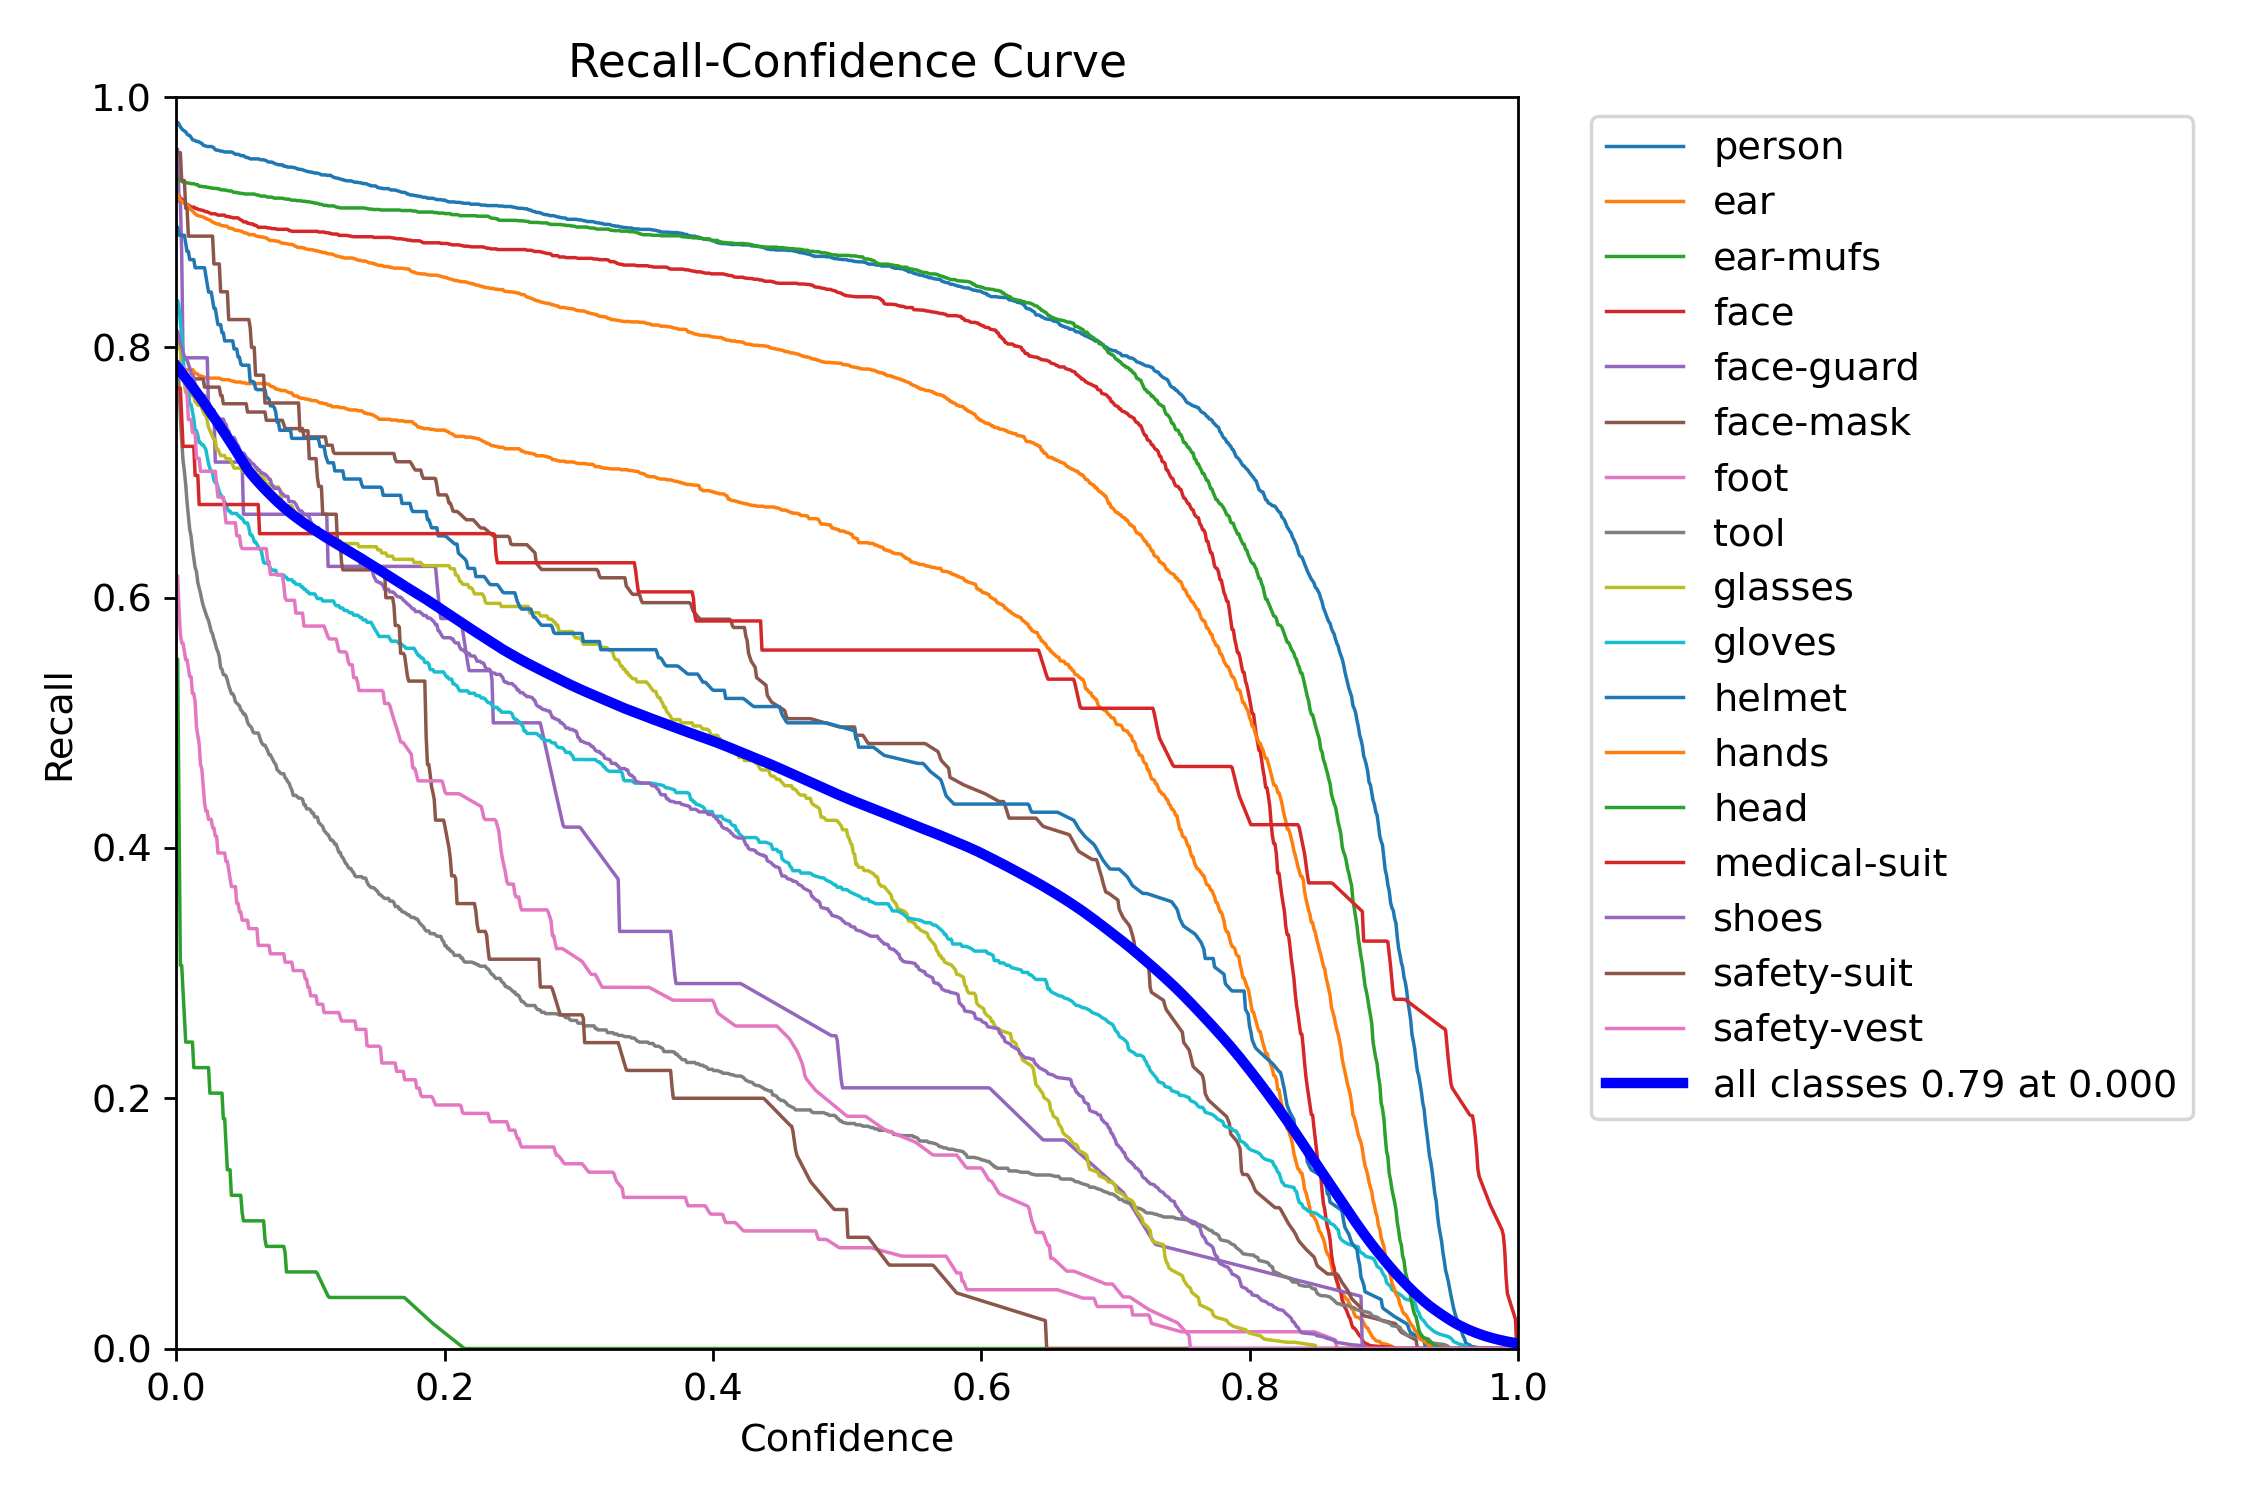 Recall-Confidence Curve
1.0
0.8
0.6
0.4
0.2
0.0
Recall
0.0 0.2 0.4 0.6 0.8 1.0
Confidence
person
ear
ear-mufs
face
face-guard
face-mask
foot
tool
glasses
gloves
helmet
hands
head
medical-suit
shoes
safety-suit
safety-vest
all classes 0.79 at 0.000